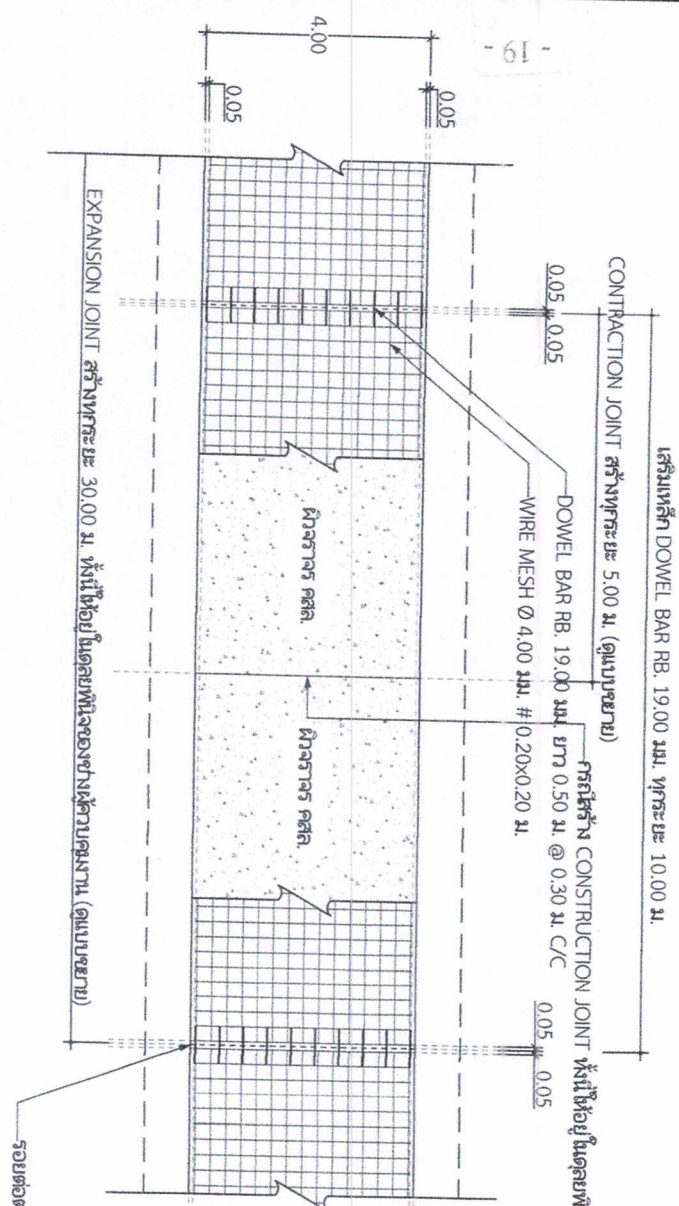 - 19 -
เสริมเหล็ก DOWEL BAR RB. 19.00 มม. ทุกระยะ 10.00 ม.
CONTRACTION JOINT สร้างทุกระยะ 5.00 ม. (ดูแบบขยาย)
กรณีสร้าง CONSTRUCTION JOINT ทั้งนี้ให้อยู่ในดุลยพิ
0.05 0.05
DOWEL BAR RB. 19.00 มม. ยาว 0.50 ม. @ 0.30 ม. C/C
0.05 0.05
WIRE MESH Ø 4.00 มม. # 0.20x0.20 ม.
0.05
4.00
0.05
ผิวจราจร คสล.
ผิวจราจร คสล.
EXPANSION JOINT สร้างทุกระยะ 30.00 ม. ทั้งนี้ให้อยู่ในดุลยพินิจของช่างผู้ควบคุมงาน (ดูแบบขยาย)
รอยต่อ